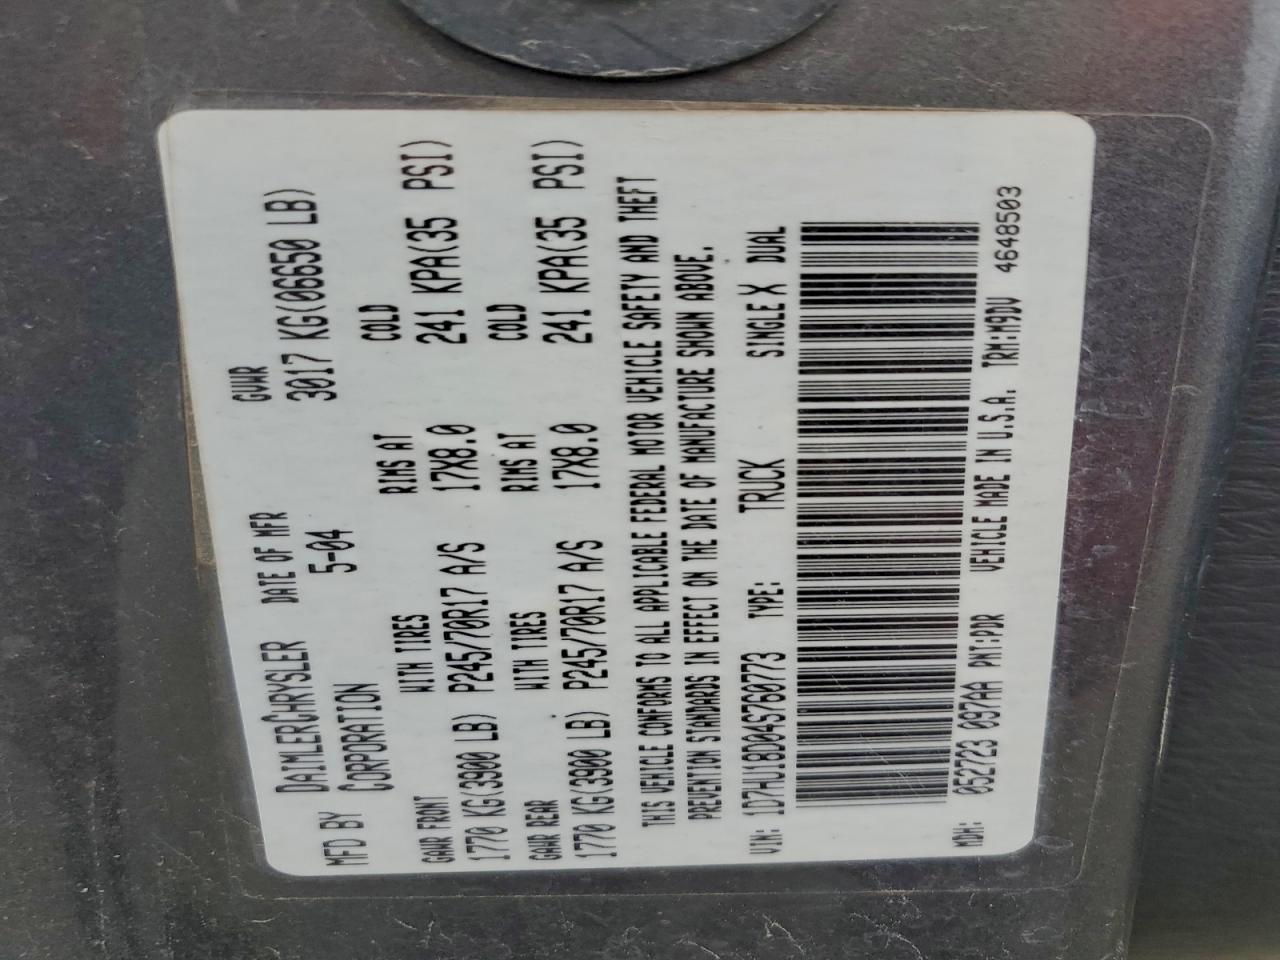 MFD BY DAIMLERCHRYSLER CORPORATION
DATE OF MFR 5-04
GVWR 3017 KG(06650 LB)
GAWR FRONT WITH TIRES RIMS AT COLD
1770 KG(3900 LB) P245/70R17 A/S 17X8.0 241 KPA(35 PSI)
GAWR REAR WITH TIRES RIMS AT COLD
1770 KG(3900 LB) P245/70R17 A/S 17X8.0 241 KPA(35 PSI)
THIS VEHICLE CONFORMS TO ALL APPLICABLE FEDERAL MOTOR VEHICLE SAFETY AND THEFT
PREVENTION STANDARDS IN EFFECT ON THE DATE OF MANUFACTURE SHOWN ABOVE.
VIN: 1D7HU18D04S760773 TYPE: TRUCK SINGLE X DUAL
MDH: 052723 097AA PNT:PDR VEHICLE MADE IN U.S.A. TRM:M9DV 4648503